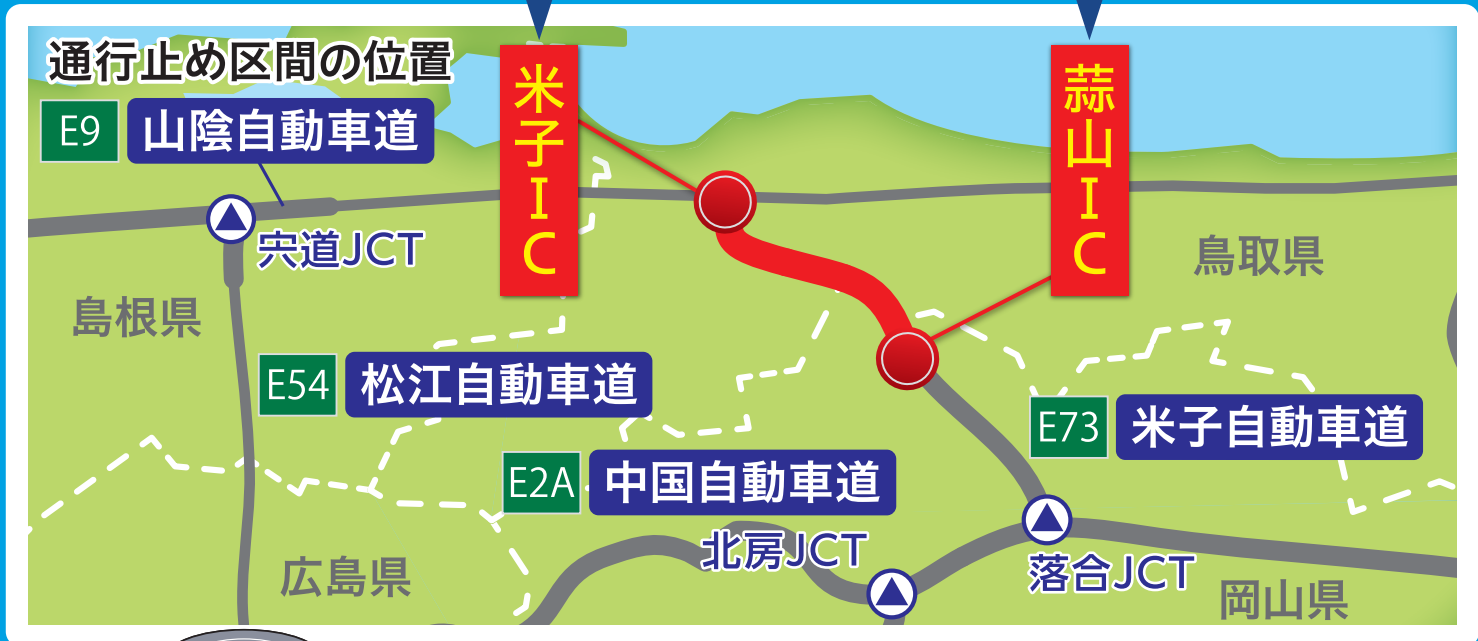 通行止め区間の位置
E9 山陰自動車道
米子IC
蒜山IC
宍道JCT
鳥取県
島根県
E54 松江自動車道
E73 米子自動車道
E2A 中国自動車道
北房JCT
落合JCT
広島県
岡山県